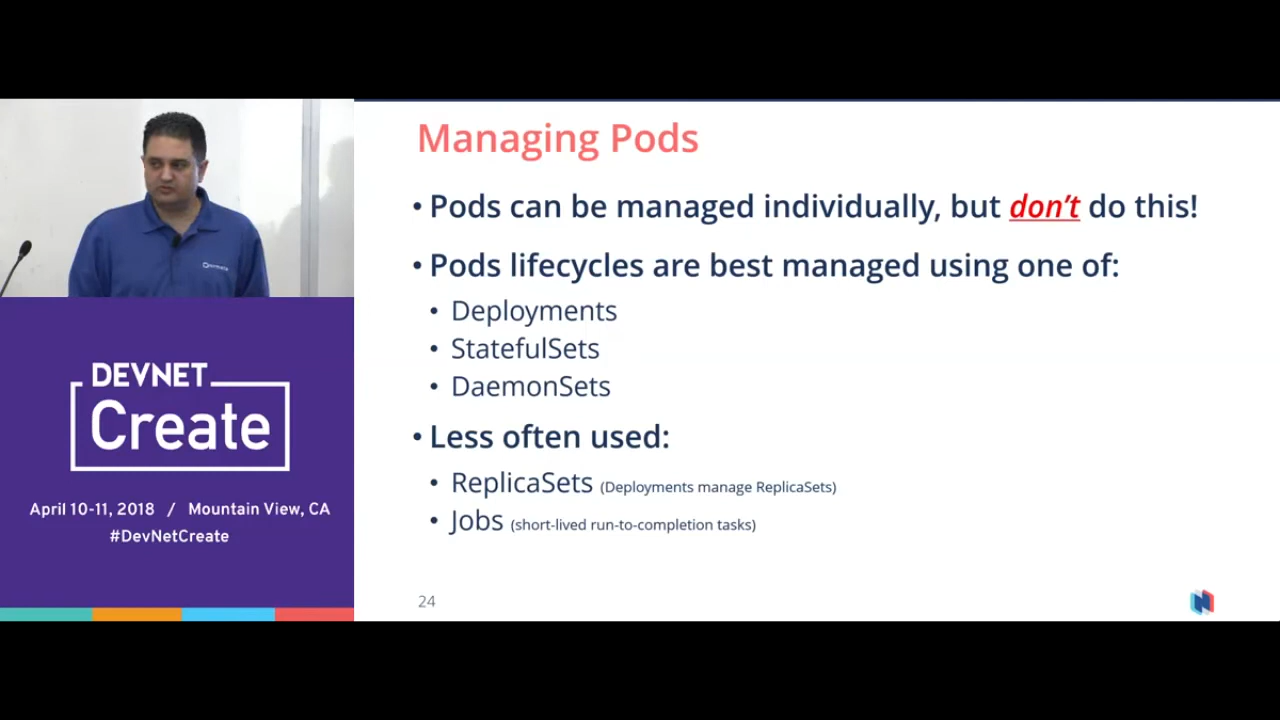 Managing Pods
• Pods can be managed individually, but don't do this!
• Pods lifecycles are best managed using one of:
• Deployments
• StatefulSets
• DaemonSets
• Less often used:
• ReplicaSets (Deployments manage ReplicaSets)
• Jobs (short-lived run-to-completion tasks)
24
DEVNET
Create
April 10-11, 2018 / Mountain View, CA
#DevNetCreate